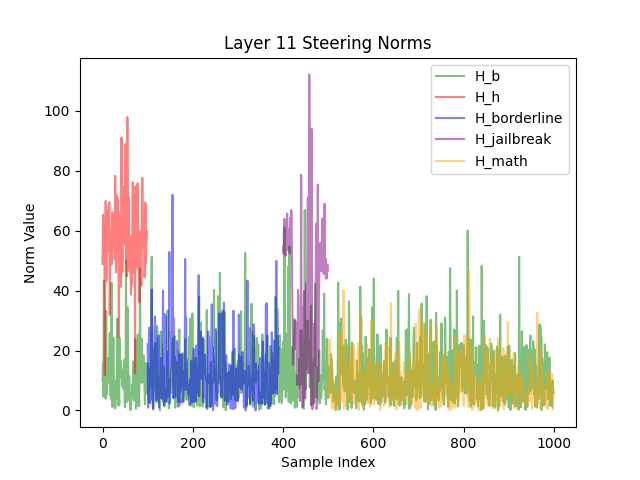 Layer 11 Steering Norms
H_b
H_h
H_borderline
H_jailbreak
H_math
Norm Value
100
80
60
40
20
0
0 200 400 600 800 1000
Sample Index